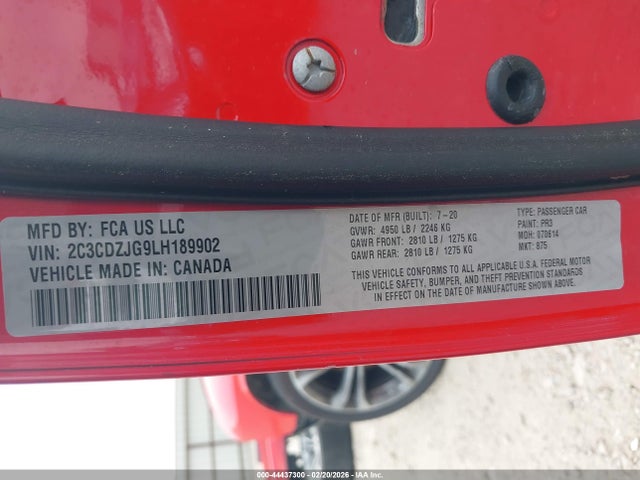 MFD BY: FCA US LLC
VIN: 2C3CDZJG9LH189902
VEHICLE MADE IN: CANADA
DATE OF MFR (BUILT): 7-20
GVWR: 4950 LB / 2246 KG
GAWR FRONT: 2810 LB / 1275 KG
GAWR REAR: 2810 LB / 1275 KG
TYPE: PASSENGER CAR
PAINT: PR3
MDH: 070814
MKT: 875
THIS VEHICLE CONFORMS TO ALL APPLICABLE U.S.A. FEDERAL MOTOR
VEHICLE SAFETY, BUMPER, AND THEFT PREVENTION STANDARDS
IN EFFECT ON THE DATE OF MANUFACTURE SHOWN ABOVE.
000-44437300 - 02/20/2026 - IAA Inc.